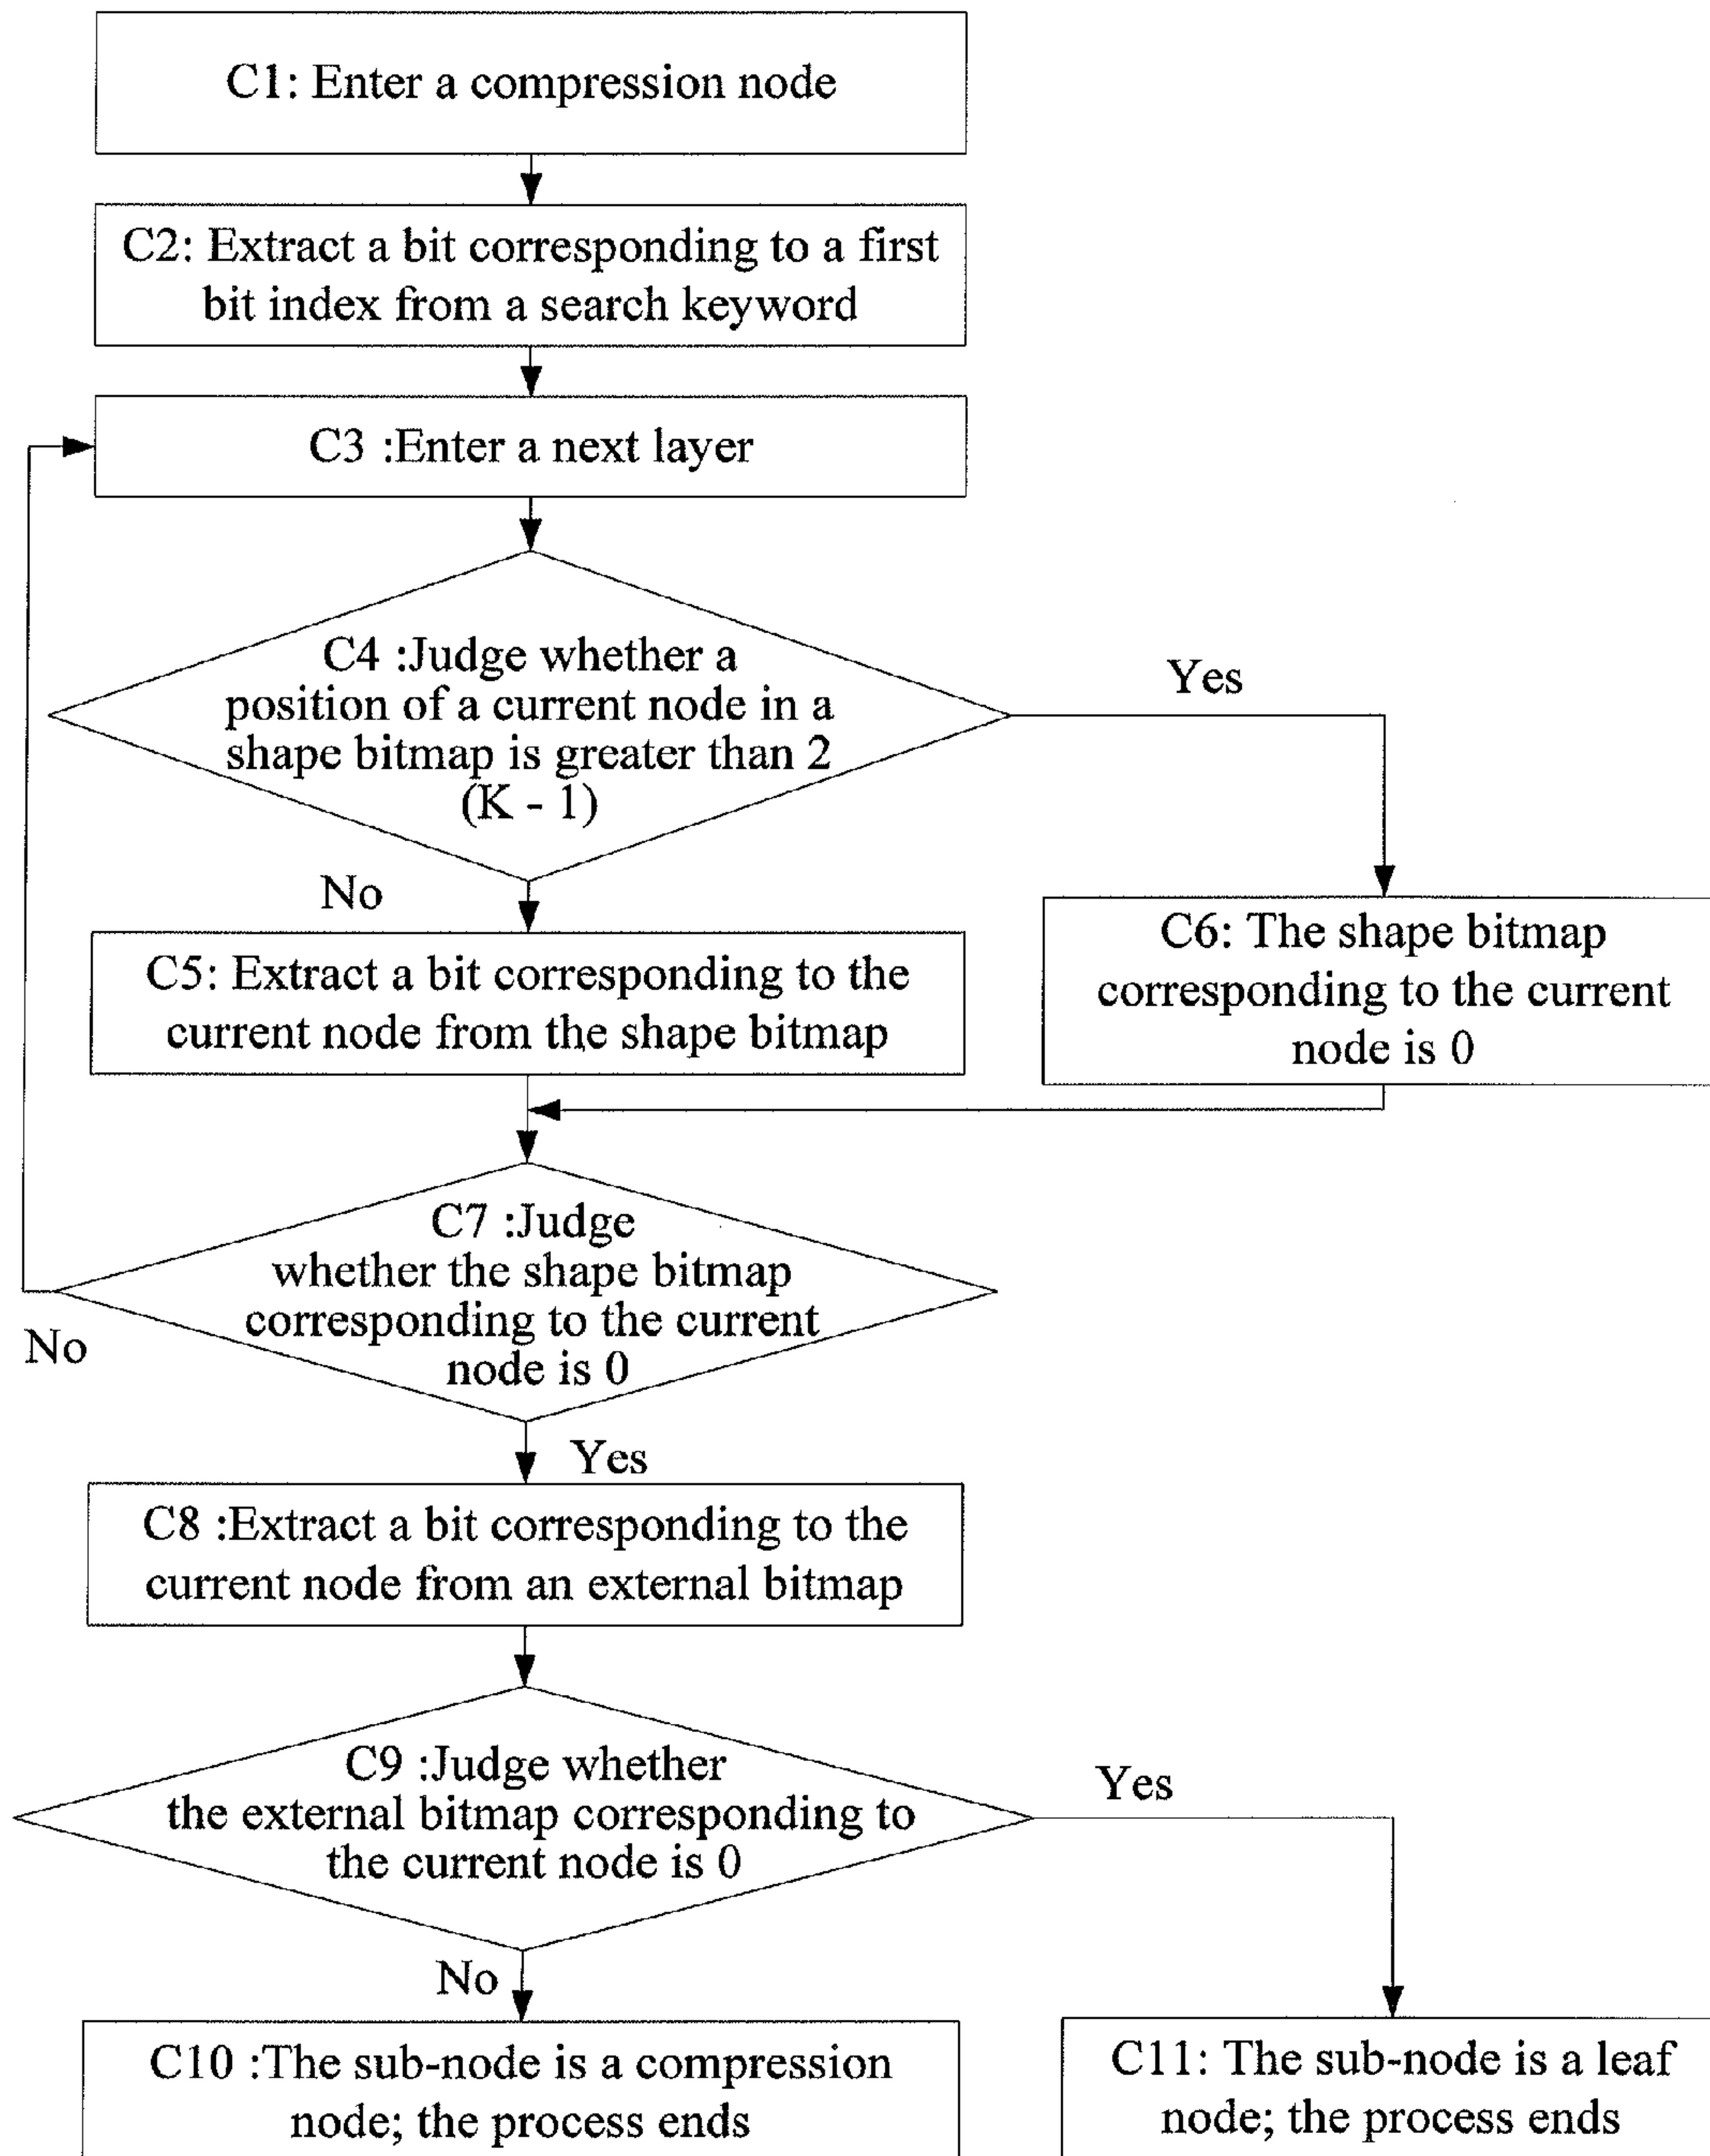 C1: Enter a compression node
C2: Extract a bit corresponding to a first
bit index from a search keyword
C3 :Enter a next layer
C4 :Judge whether a
position of a current node in a
shape bitmap is greater than 2
(K - 1)
Yes
No
C5: Extract a bit corresponding to the
current node from the shape bitmap
C6: The shape bitmap
corresponding to the current
node is 0
C7 :Judge
whether the shape bitmap
corresponding to the current
node is 0
No
Yes
C8 :Extract a bit corresponding to the
current node from an external bitmap
C9 :Judge whether
the external bitmap corresponding to
the current node is 0
Yes
No
C10 :The sub-node is a compression
node; the process ends
C11: The sub-node is a leaf
node; the process ends